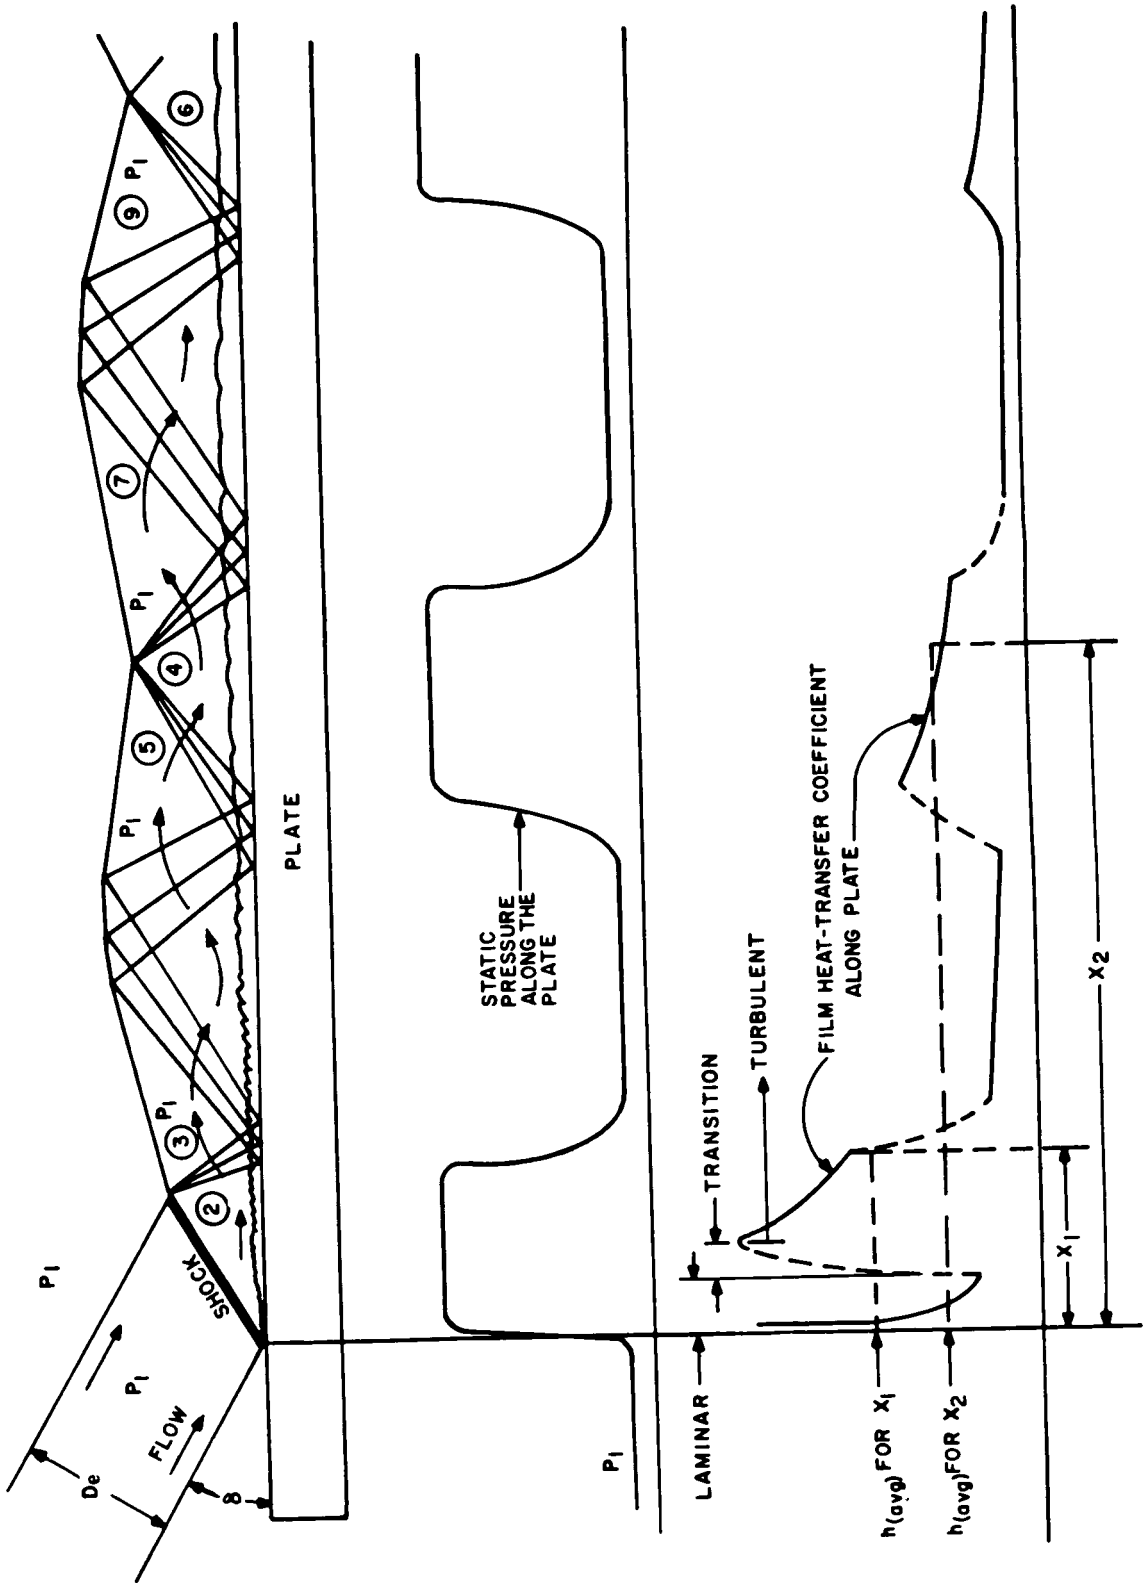 P1
De
P1
FLOW
δ
SHOCK
2
3
P1
P1
5
4
P1
7
9
P1
6
PLATE
P1
STATIC
PRESSURE
ALONG THE
PLATE
LAMINAR
TRANSITION
TURBULENT
FILM HEAT-TRANSFER COEFFICIENT
ALONG PLATE
h(avg) FOR X1
h(avg) FOR X2
X1
X2